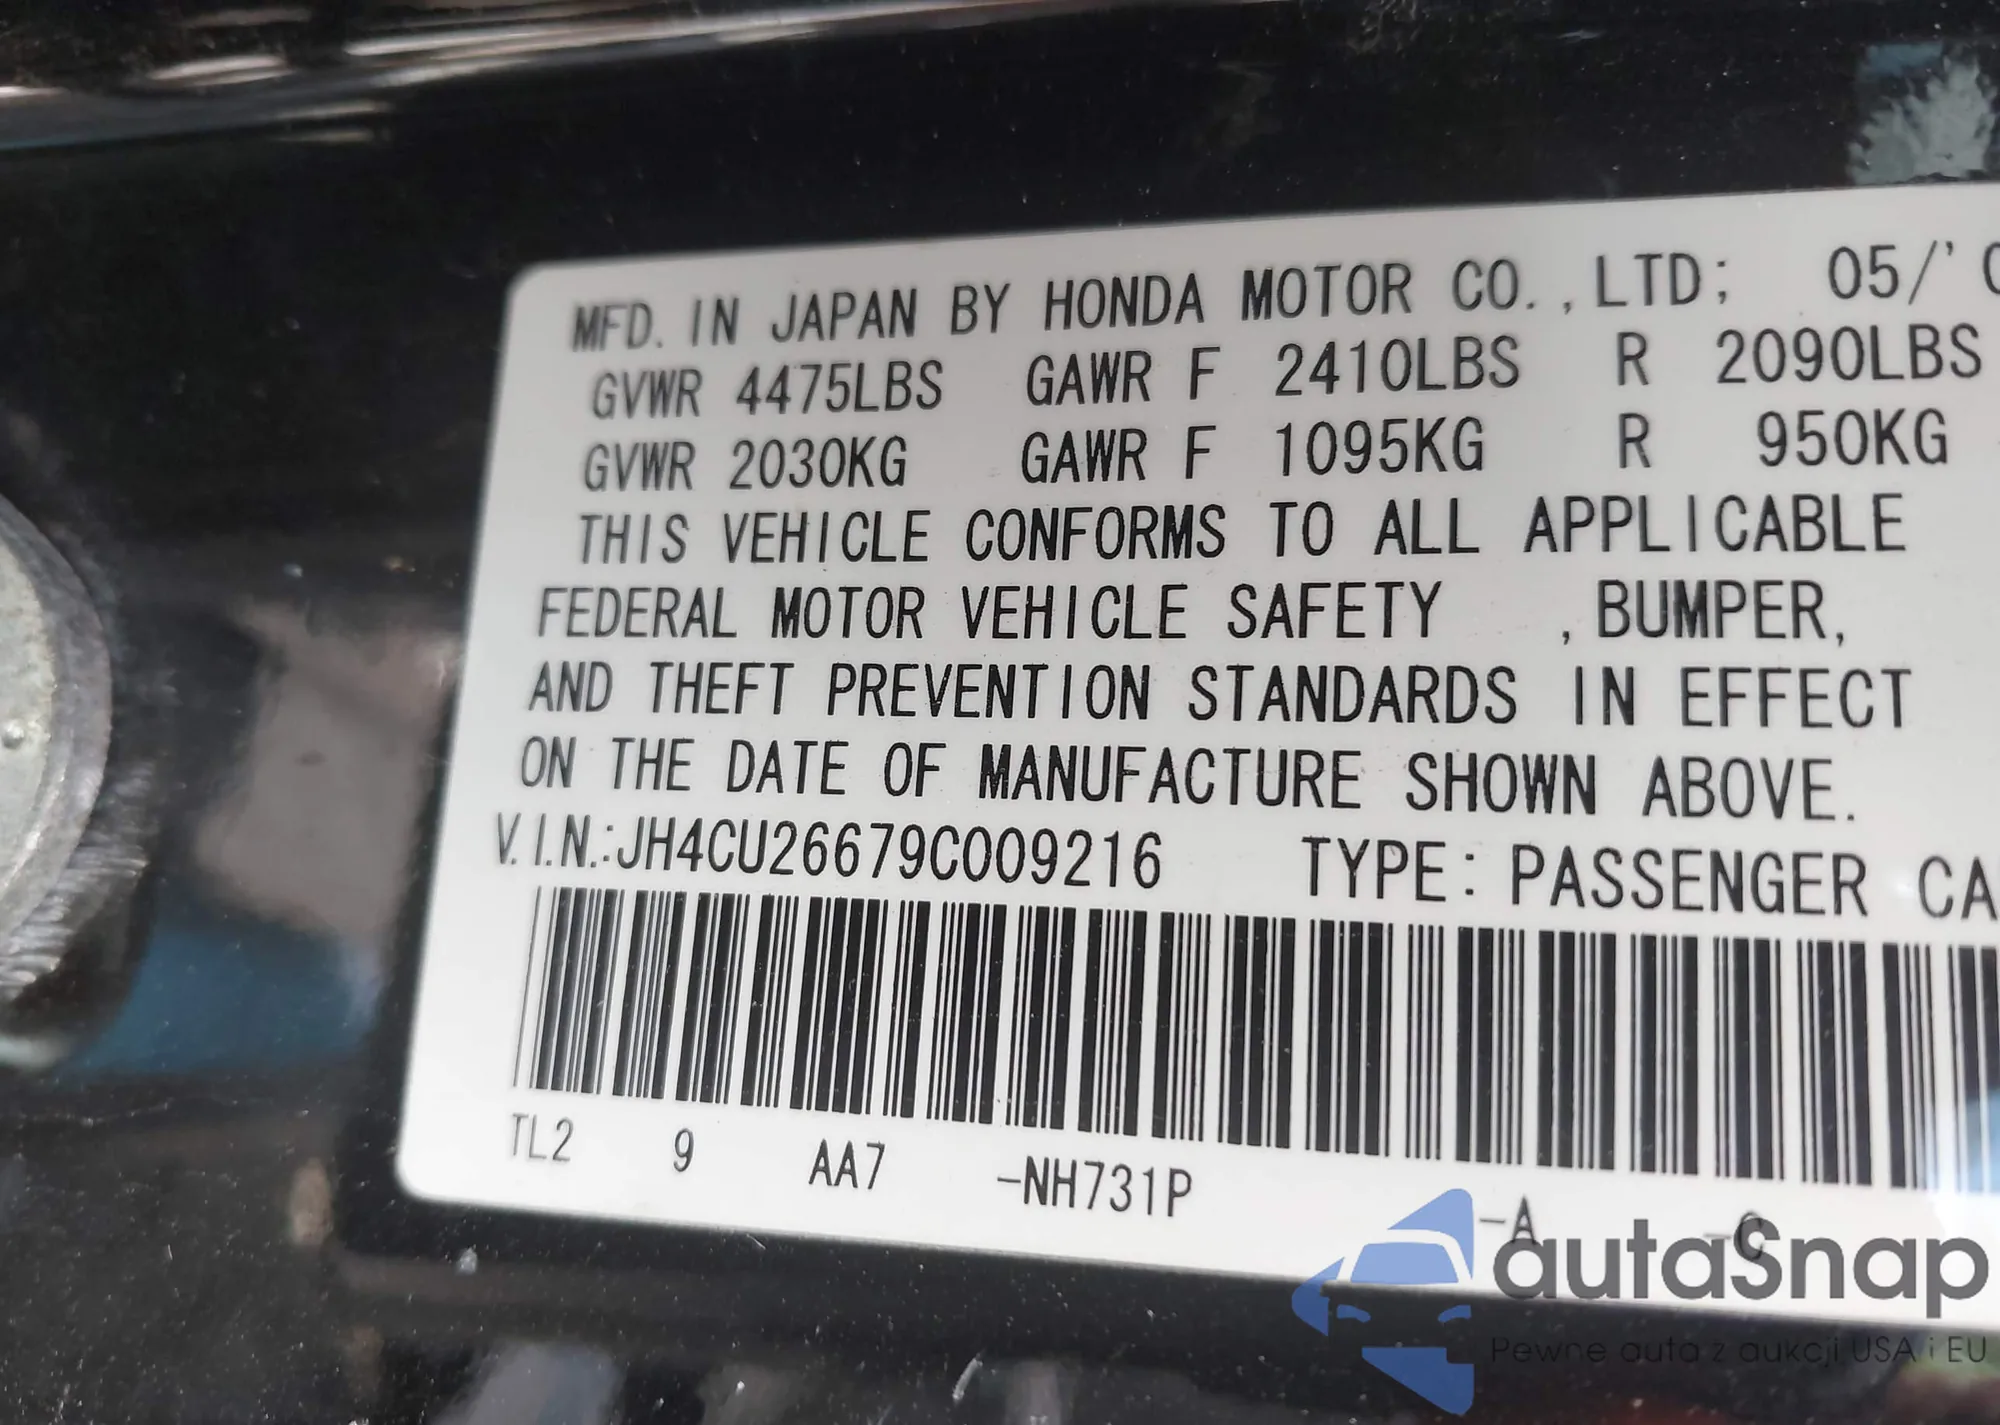 MFD. IN JAPAN BY HONDA MOTOR CO.,LTD; 05/'
GVWR 4475LBS GAWR F 2410LBS R 2090LBS
GVWR 2030KG GAWR F 1095KG R 950KG
THIS VEHICLE CONFORMS TO ALL APPLICABLE
FEDERAL MOTOR VEHICLE SAFETY ,BUMPER,
AND THEFT PREVENTION STANDARDS IN EFFECT
ON THE DATE OF MANUFACTURE SHOWN ABOVE.
V.I.N.:JH4CU26679C009216 TYPE: PASSENGER CA
TL2 9 AA7 -NH731P -A -C
autaSnap
Pewne auta z aukcji USA i EU